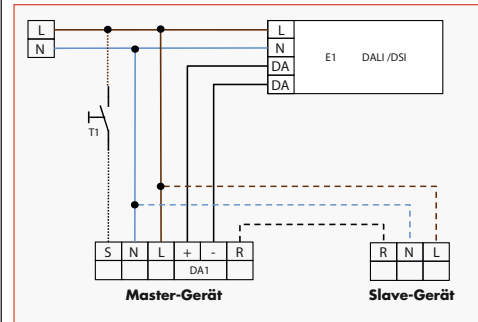 L
N
L
N
DA
DA
E1 DALI /DSI
T1
S N L + - R
DA1
R N L
Master-Gerät
Slave-Gerät